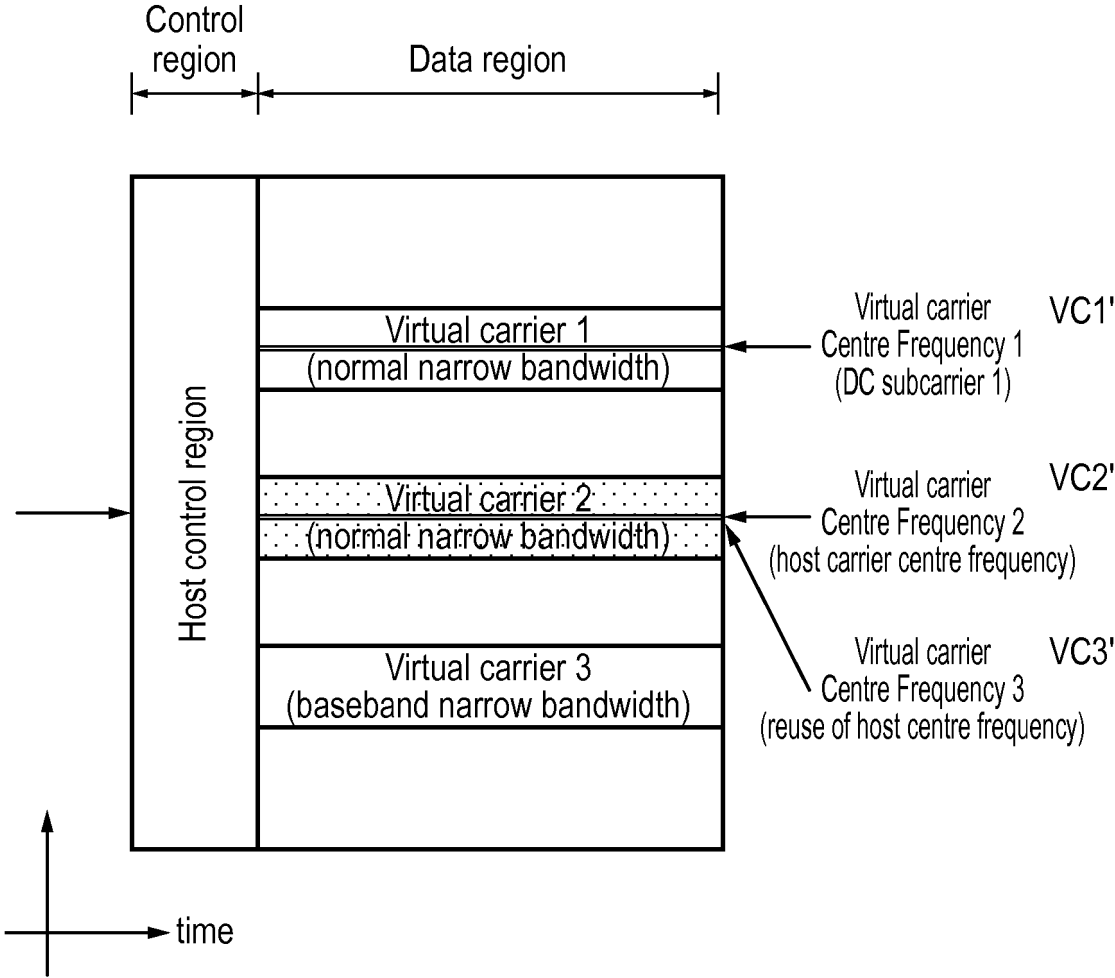 Control
region
Data region
Host control region
Virtual carrier 1
(normal narrow bandwidth)
Virtual carrier 2
(normal narrow bandwidth)
Virtual carrier 3
(baseband narrow bandwidth)
Virtual carrier
Centre Frequency 1
(DC subcarrier 1)
VC1'
Virtual carrier
Centre Frequency 2
(host carrier centre frequency)
VC2'
Virtual carrier
Centre Frequency 3
(reuse of host centre frequency)
VC3'
time